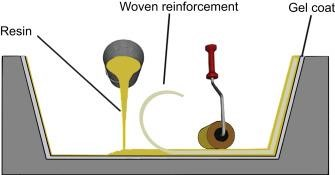 Woven reinforcement
Gel coat
Resin